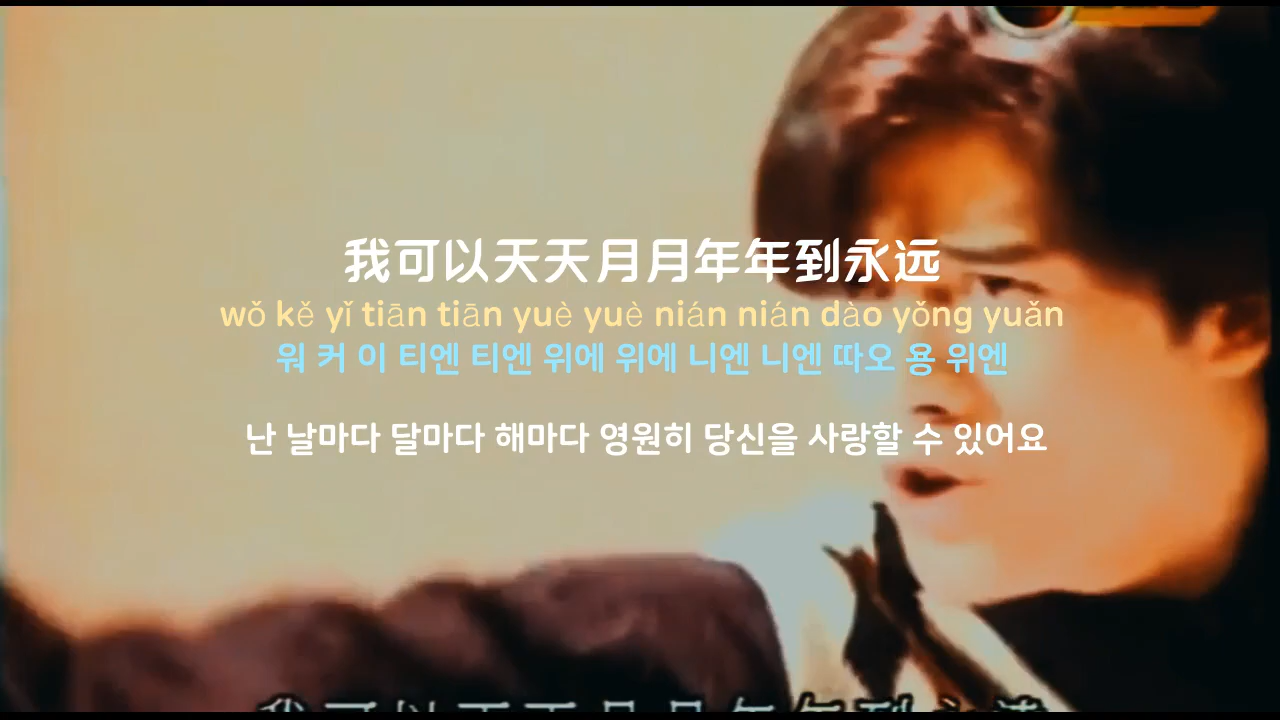 我可以天天月月年年到永远
wǒ kě yǐ tiān tiān yuè yuè nián nián dào yǒng yuǎn
워 커 이 티엔 티엔 위에 위에 니엔 니엔 따오 용 위엔
난 날마다 달마다 해마다 영원히 당신을 사랑할 수 있어요